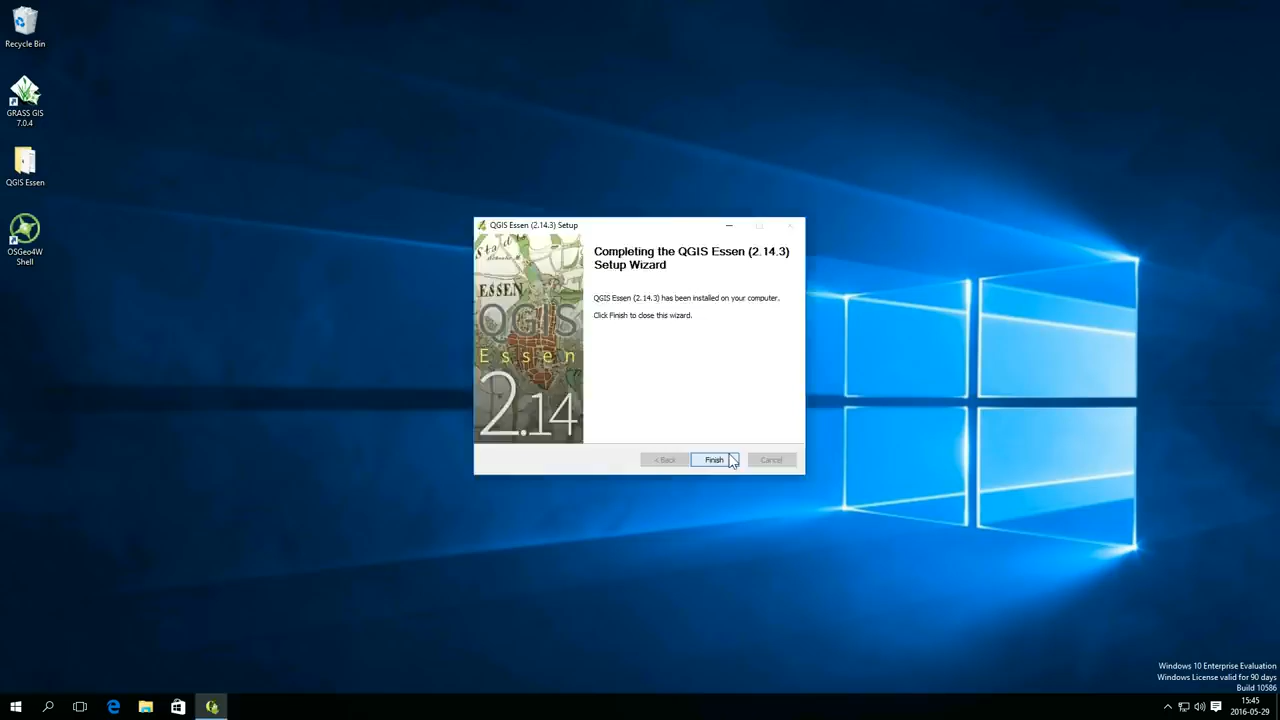 Recycle Bin
GRASS GIS
7.0.4
QGIS Essen
OSGeo4W
Shell
QGIS Essen (2.14.3) Setup
ESSEN
QGIS
Essen
2.14
Completing the QGIS Essen (2.14.3)
Setup Wizard
QGIS Essen (2.14.3) has been installed on your computer.
Click Finish to close this wizard.
< Back
Finish
Cancel
Windows 10 Enterprise Evaluation
Windows License valid for 90 days
Build 10586
15:45
2016-05-29